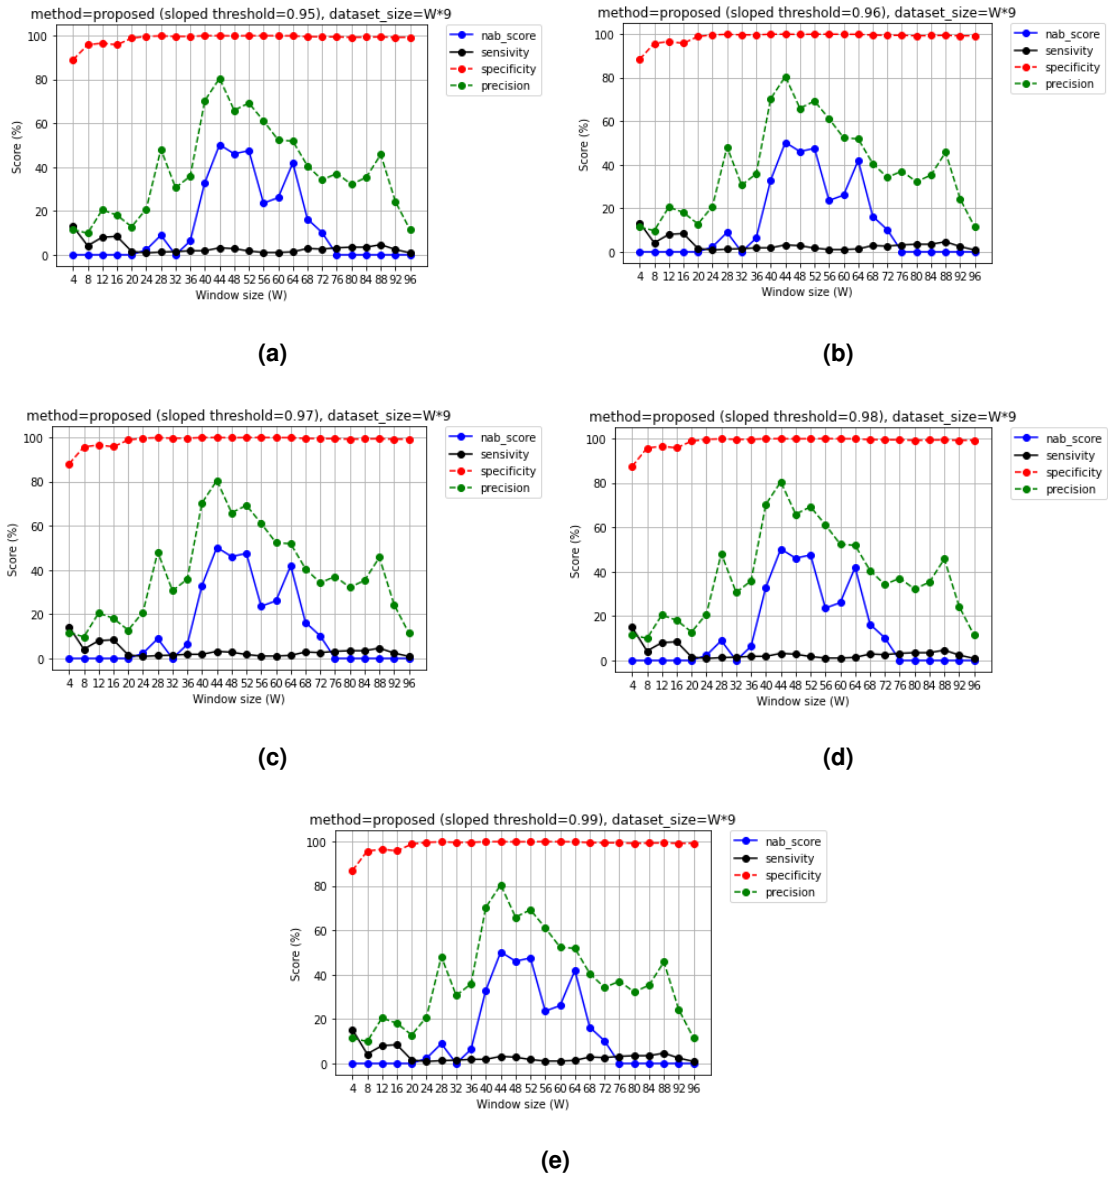 method=proposed (sloped threshold=0.95), dataset_size=W*9
100
80
60
40
20
0
Score (%)
4 8 12 16 20 24 28 32 36 40 44 48 52 56 60 64 68 72 76 80 84 88 92 96
Window size (W)
nab_score
sensivity
specificity
precision
(a)
method=proposed (sloped threshold=0.96), dataset_size=W*9
100
80
60
40
20
0
Score (%)
4 8 12 16 20 24 28 32 36 40 44 48 52 56 60 64 68 72 76 80 84 88 92 96
Window size (W)
nab_score
sensivity
specificity
precision
(b)
method=proposed (sloped threshold=0.97), dataset_size=W*9
100
80
60
40
20
0
Score (%)
4 8 12 16 20 24 28 32 36 40 44 48 52 56 60 64 68 72 76 80 84 88 92 96
Window size (W)
nab_score
sensivity
specificity
precision
(c)
method=proposed (sloped threshold=0.98), dataset_size=W*9
100
80
60
40
20
0
Score (%)
4 8 12 16 20 24 28 32 36 40 44 48 52 56 60 64 68 72 76 80 84 88 92 96
Window size (W)
nab_score
sensivity
specificity
precision
(d)
method=proposed (sloped threshold=0.99), dataset_size=W*9
100
80
60
40
20
0
Score (%)
4 8 12 16 20 24 28 32 36 40 44 48 52 56 60 64 68 72 76 80 84 88 92 96
Window size (W)
nab_score
sensivity
specificity
precision
(e)